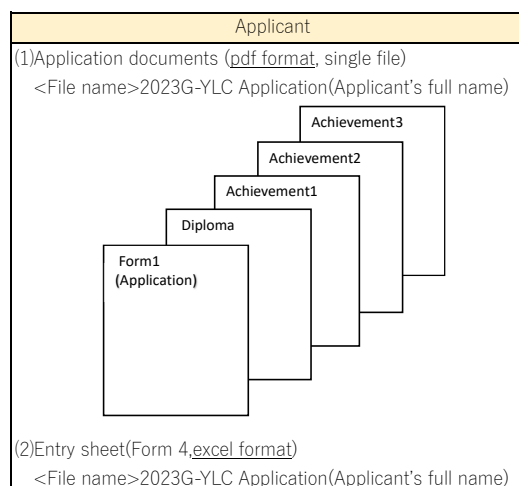 Applicant
(1)Application documents (pdf format, single file)
<File name>2023G-YLC Application(Applicant's full name)
Achievement3
Achievement2
Achievement1
Diploma
Form1
(Application)
(2)Entry sheet(Form 4,excel format)
<File name>2023G-YLC Application(Applicant's full name)